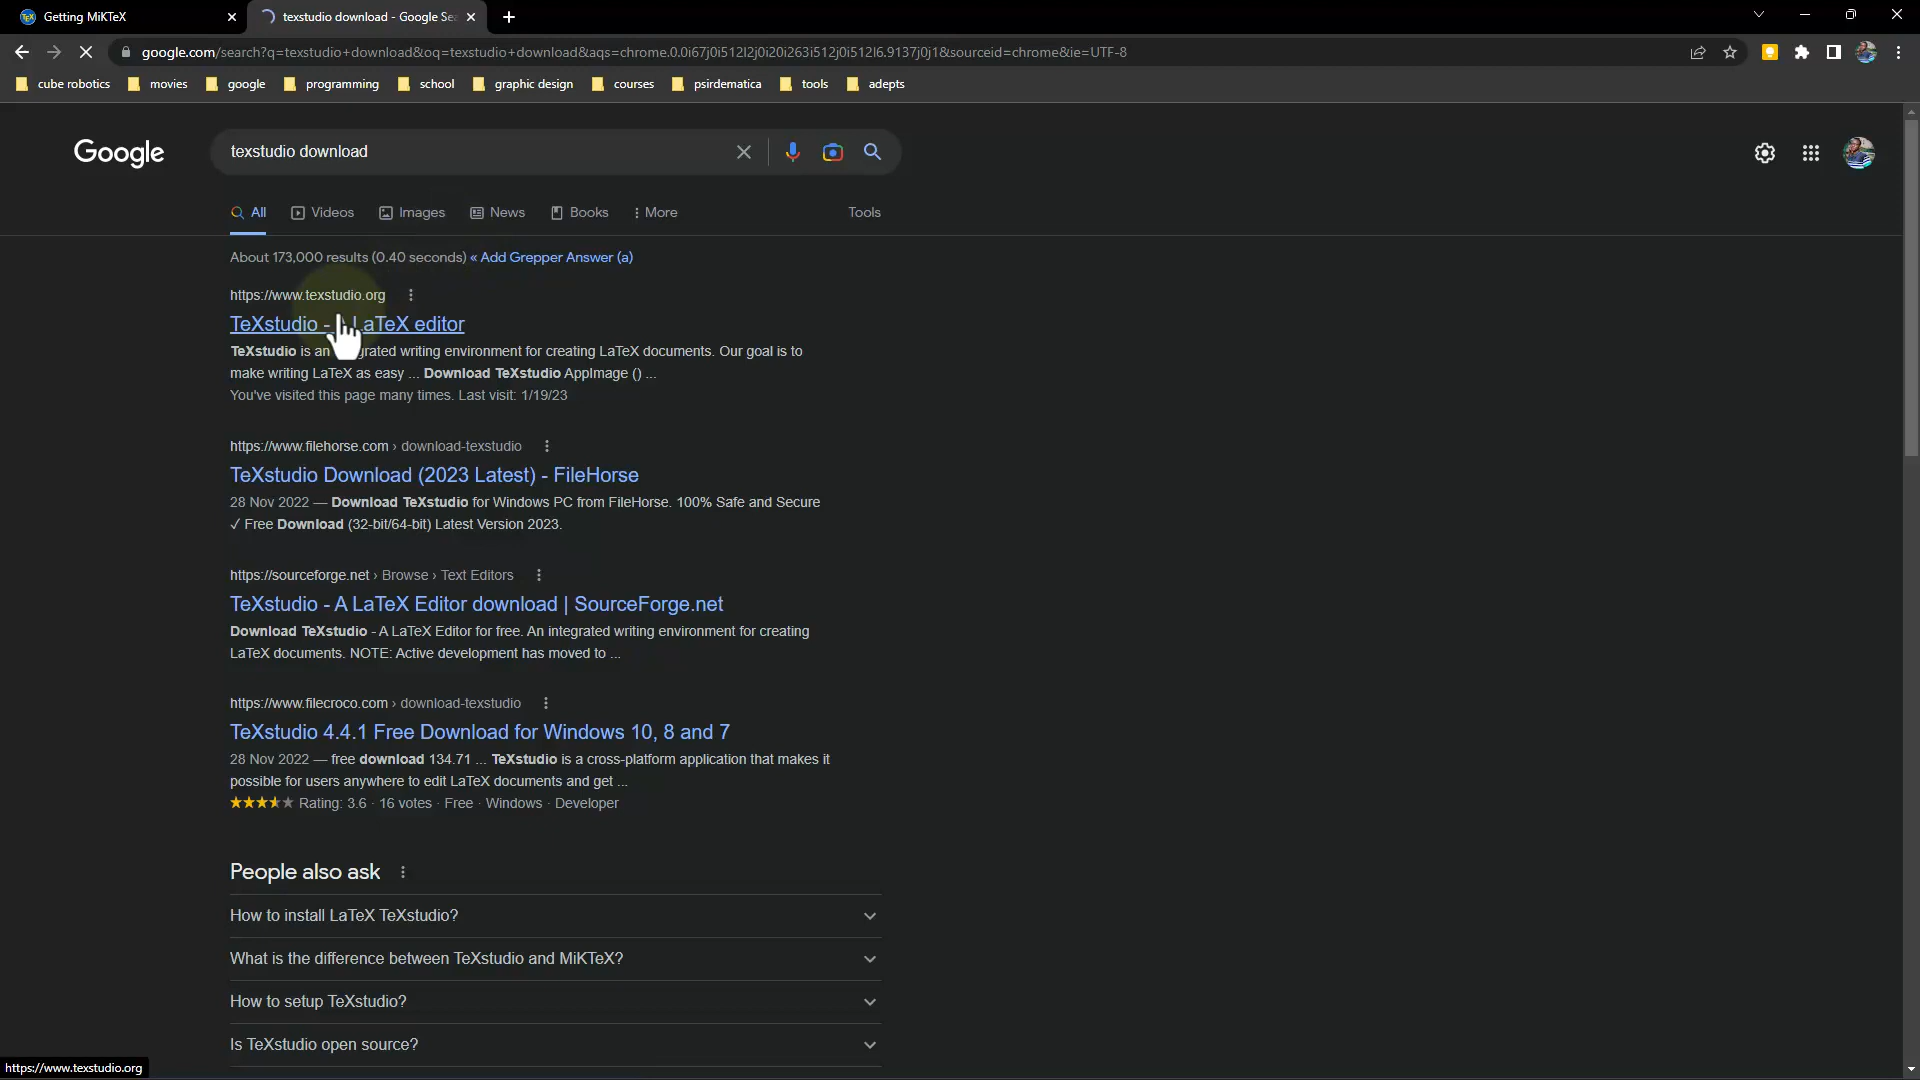 Getting MiKTeX
texstudio download - Google Sea
google.com/search?q=texstudio+download&oq=texstudio+download&aqs=chrome.0.0i67j0i512l2j0i20i263i512j0i512l6.9137j0j1&sourceid=chrome&ie=UTF-8
cube robotics movies google programming school graphic design courses psirdematica tools adepts
Google
texstudio download
All Videos Images News Books More Tools
About 173,000 results (0.40 seconds) « Add Grepper Answer (a)
https://www.texstudio.org
TeXstudio - LaTeX editor
TeXstudio is an grated writing environment for creating LaTeX documents. Our goal is to
make writing LaTeX as easy ... Download TeXstudio AppImage () ...
You've visited this page many times. Last visit: 1/19/23
https://www.filehorse.com › download-texstudio
TeXstudio Download (2023 Latest) - FileHorse
28 Nov 2022 — Download TeXstudio for Windows PC from FileHorse. 100% Safe and Secure
✓ Free Download (32-bit/64-bit) Latest Version 2023.
https://sourceforge.net › Browse › Text Editors
TeXstudio - A LaTeX Editor download | SourceForge.net
Download TeXstudio - A LaTeX Editor for free. An integrated writing environment for creating
LaTeX documents. NOTE: Active development has moved to ...
https://www.filecroco.com › download-texstudio
TeXstudio 4.4.1 Free Download for Windows 10, 8 and 7
28 Nov 2022 — free download 134.71 ... TeXstudio is a cross-platform application that makes it
possible for users anywhere to edit LaTeX documents and get ...
Rating: 3.6 · 16 votes · Free · Windows · Developer
People also ask
How to install LaTeX TeXstudio?
What is the difference between TeXstudio and MiKTeX?
How to setup TeXstudio?
Is TeXstudio open source?
https://www.texstudio.org